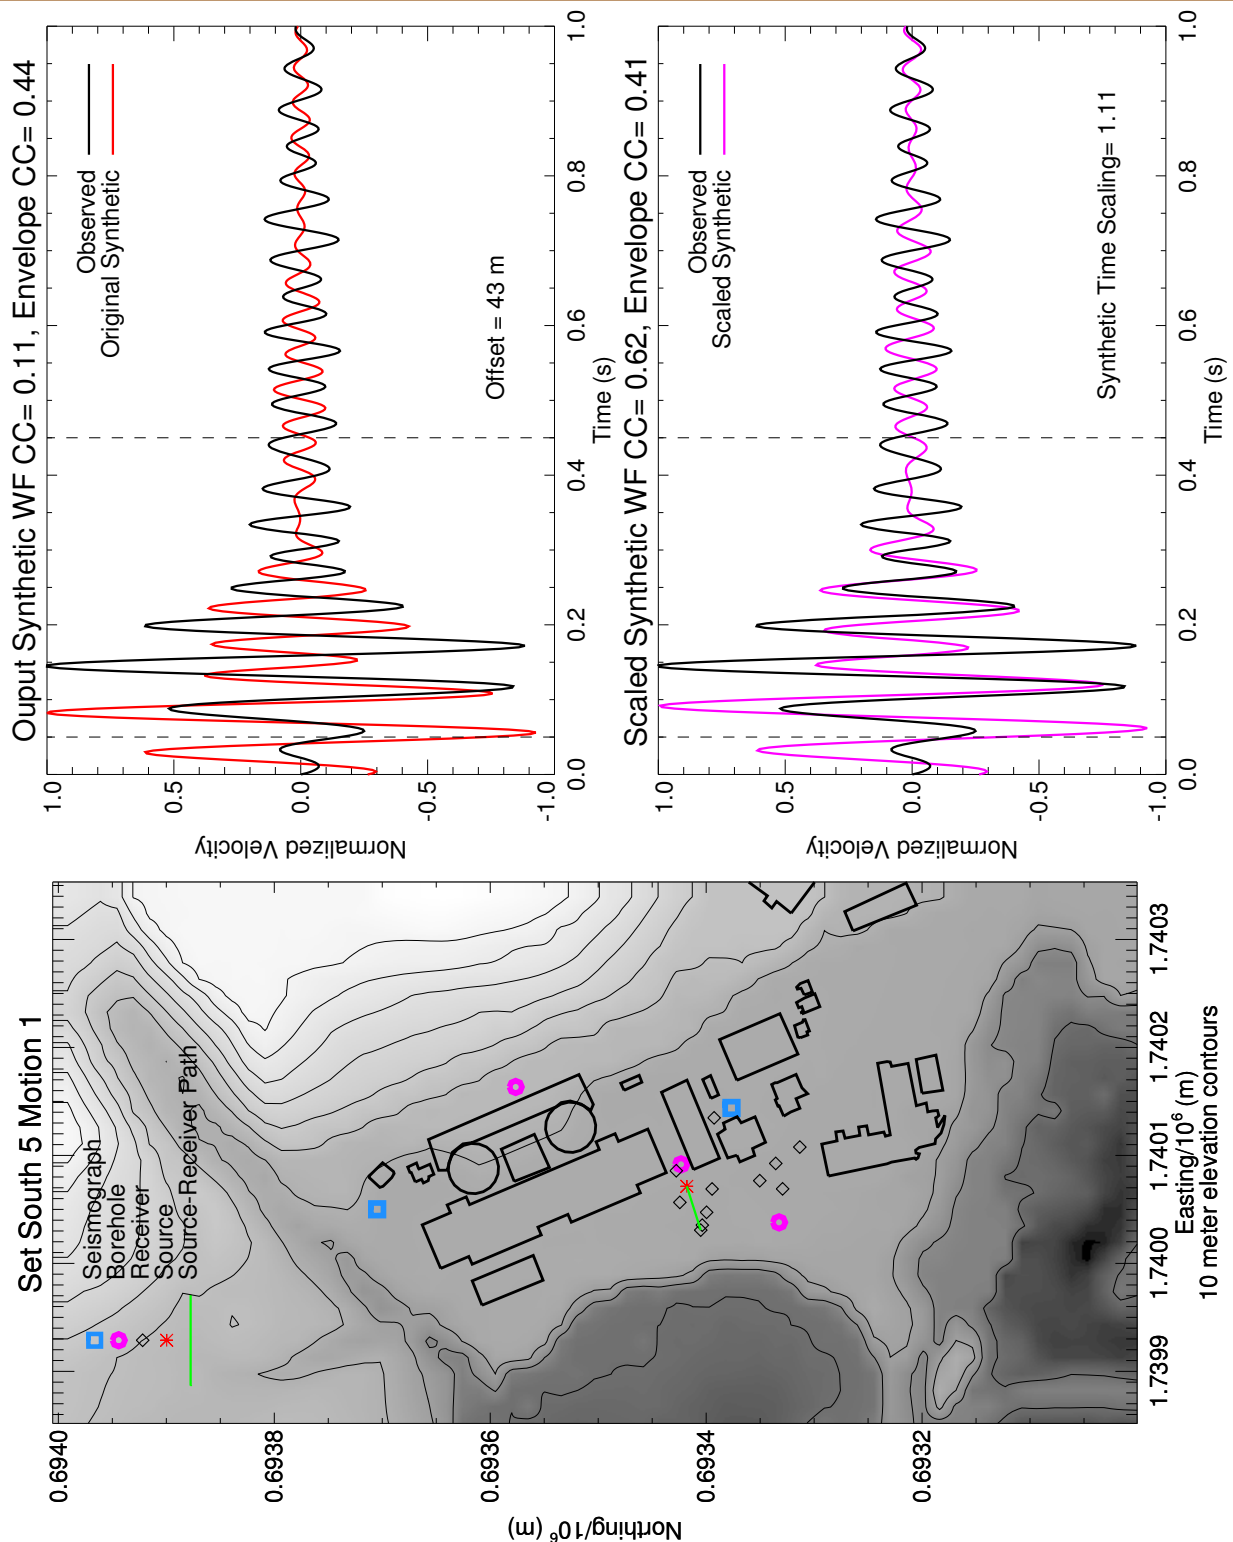 Set South 5 Motion 1
Seismograph
Borehole
Receiver
Source
Source-Receiver Path
0.6940
0.6938
0.6936
0.6934
0.6932
Northing/10⁶ (m)
1.7399
1.7400
1.7401
1.7402
1.7403
Easting/10⁶ (m)
10 meter elevation contours
Ouput Synthetic WF CC= 0.11, Envelope CC= 0.44
Observed
Original Synthetic
Offset = 43 m
1.0
0.5
0.0
-0.5
-1.0
Normalized Velocity
0.0
0.2
0.4
0.6
0.8
1.0
Time (s)
Scaled Synthetic WF CC= 0.62, Envelope CC= 0.41
Observed
Scaled Synthetic
Synthetic Time Scaling= 1.11
1.0
0.5
0.0
-0.5
-1.0
Normalized Velocity
0.0
0.2
0.4
0.6
0.8
1.0
Time (s)